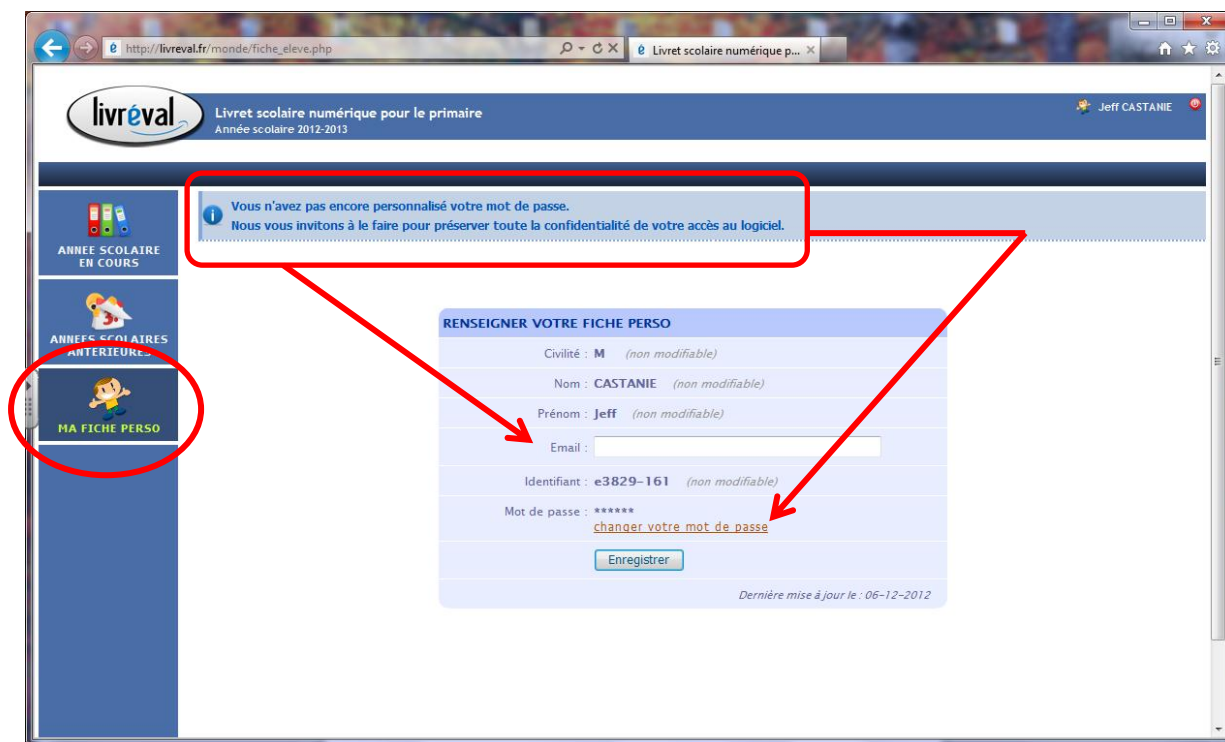 http://livreval.fr/monde/fiche_eleve.php
Livret scolaire numérique p...
livréval
Livret scolaire numérique pour le primaire
Année scolaire 2012-2013
Jeff CASTANIE
ANNEE SCOLAIRE
EN COURS
ANNEES SCOLAIRES
ANTERIEURES
MA FICHE PERSO
Vous n'avez pas encore personnalisé votre mot de passe.
Nous vous invitons à le faire pour préserver toute la confidentialité de votre accès au logiciel.
RENSEIGNER VOTRE FICHE PERSO
Civilité : M (non modifiable)
Nom : CASTANIE (non modifiable)
Prénom : Jeff (non modifiable)
Email :
Identifiant : e3829-161 (non modifiable)
Mot de passe : ******
changer votre mot de passe
Enregistrer
Dernière mise à jour le : 06-12-2012